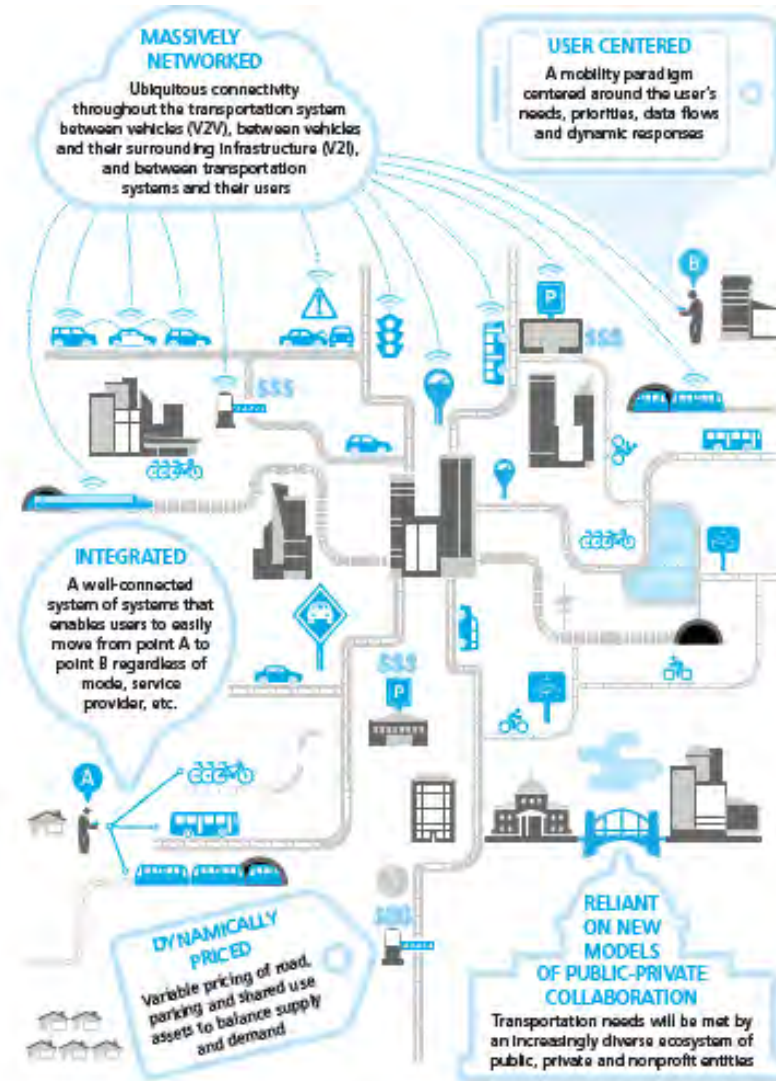 MASSIVELY
NETWORKED
Ubiquitous connectivity
throughout the transportation system
between vehicles (V2V), between vehicles
and their surrounding infrastructure (V2I),
and between transportation
systems and their users
USER CENTERED
A mobility paradigm
centered around the user's
needs, priorities, data flows
and dynamic responses
B
P
$$$
$$$
INTEGRATED
A well-connected
system of systems that
enables users to easily
move from point A to
point B regardless of
mode, service
provider, etc.
$$$
P
A
DYNAMICALLY
PRICED
Variable pricing of road,
parking and shared use
assets to balance supply
and demand
$$$
RELIANT
ON NEW
MODELS
OF PUBLIC-PRIVATE
COLLABORATION
Transportation needs will be met by
an increasingly diverse ecosystem of
public, private and nonprofit entities